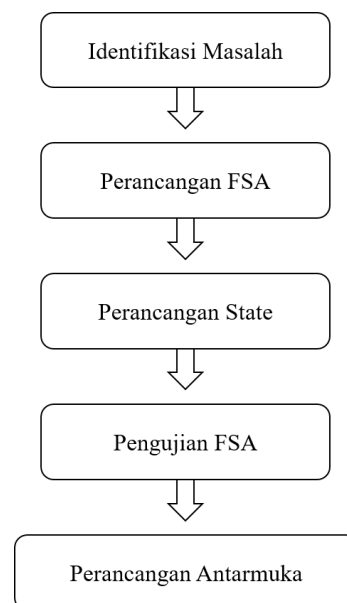 Identifikasi Masalah
Perancangan FSA
Perancangan State
Pengujian FSA
Perancangan Antarmuka